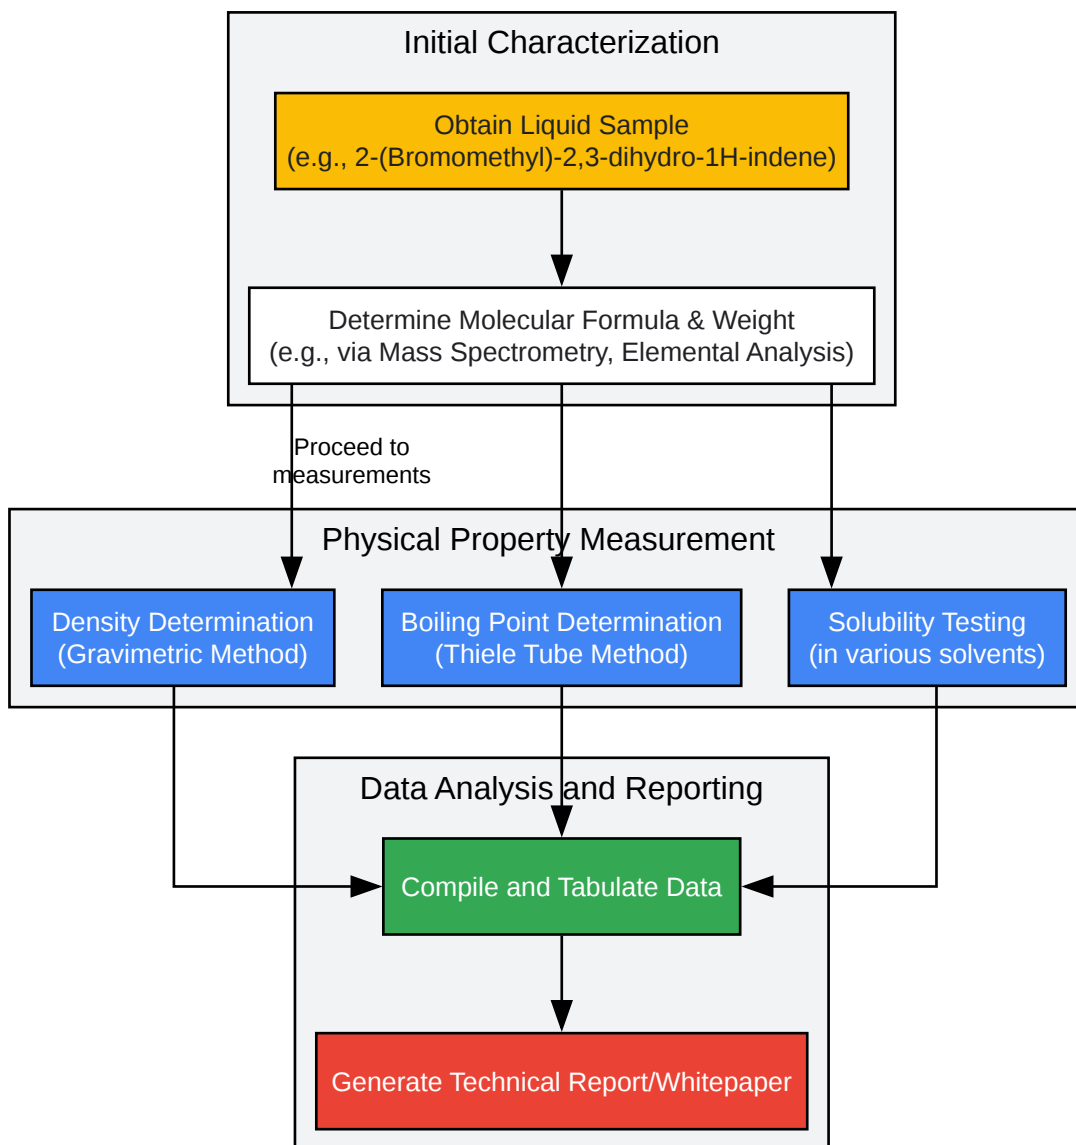 Initial Characterization
Obtain Liquid Sample
(e.g., 2-(Bromomethyl)-2,3-dihydro-1H-indene)
Determine Molecular Formula & Weight
(e.g., via Mass Spectrometry, Elemental Analysis)
Proceed to
measurements
Physical Property Measurement
Density Determination
(Gravimetric Method)
Boiling Point Determination
(Thiele Tube Method)
Solubility Testing
(in various solvents)
Data Analysis and Reporting
Compile and Tabulate Data
Generate Technical Report/Whitepaper